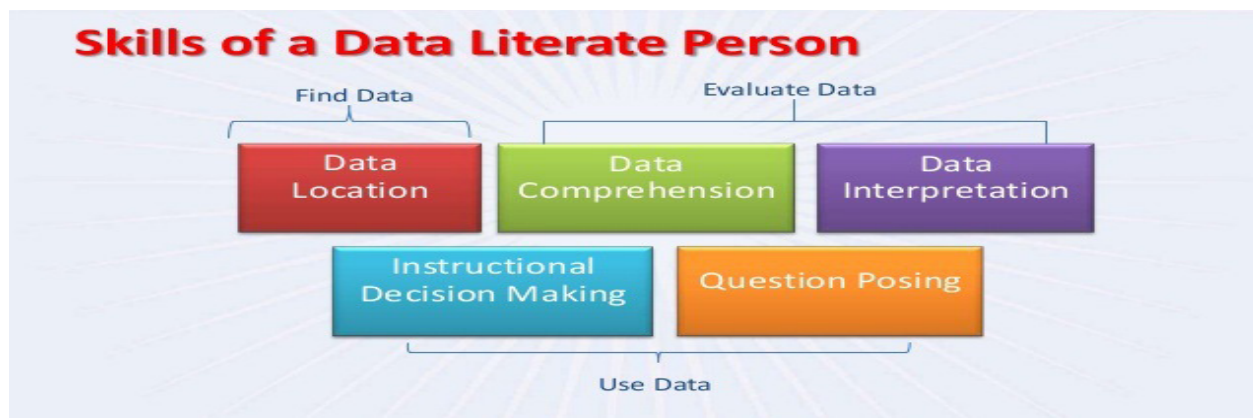 Skills of a Data Literate Person
Find Data
Evaluate Data
Data
Location
Data
Comprehension
Data
Interpretation
Instructional
Decision Making
Question Posing
Use Data